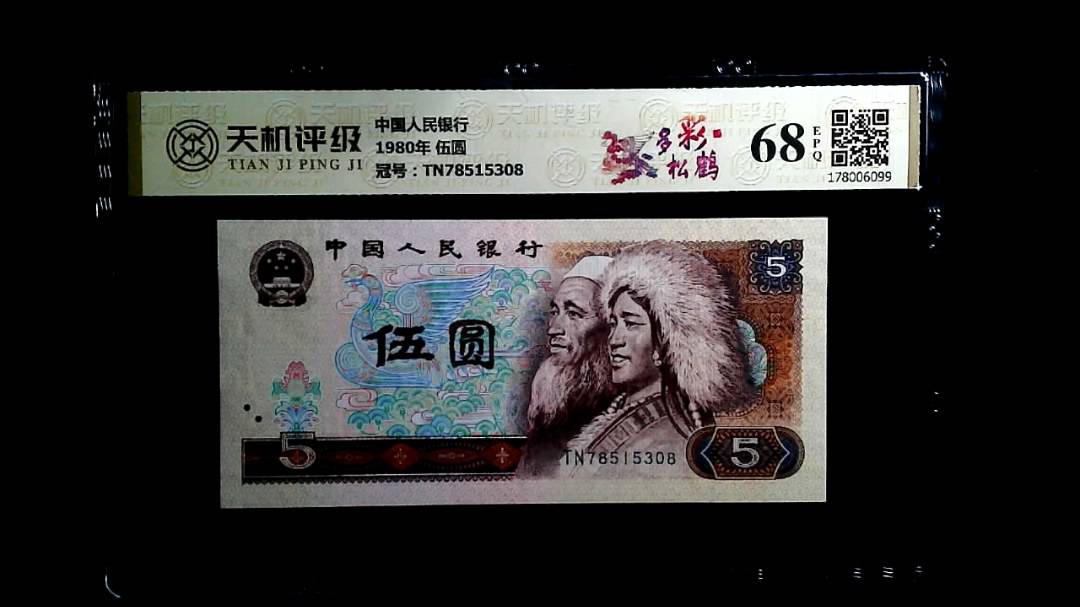 天机评级
TIAN JI PING JI
中国人民银行
1980年 伍圆
冠号：TN78515308
多彩
松鹤
68
EPQ
178006099
中国人民银行
5
伍圆
5
5
TN78515308